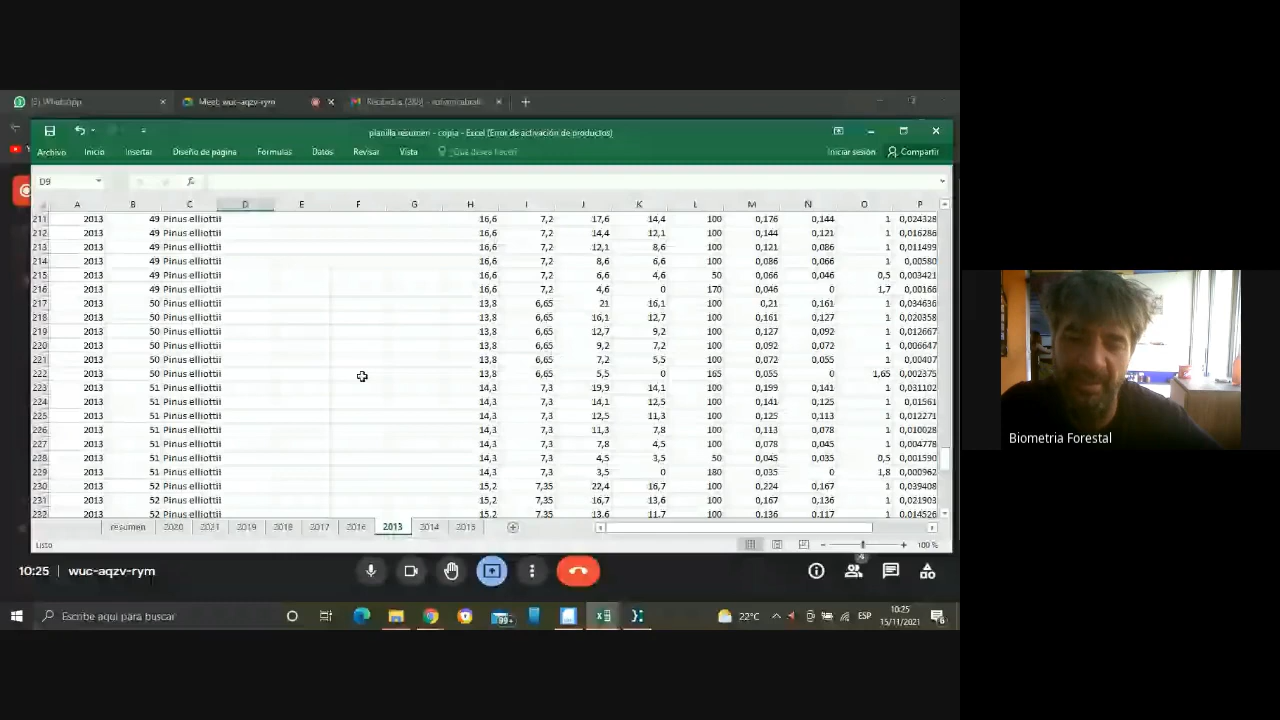 Meet: wuc-aqzv-rym
planilla resumen - copia - Excel (Error de activación de productos)
Archivo Inicio Insertar Diseño de página Fórmulas Datos Revisar Vista ¿Qué desea hacer? Iniciar sesión Compartir
D9 fx
A B C D E F G H I J K L M Ñ O P
211 2013 49 Pinus elliottii 16,6 7,2 17,6 14,4 100 0,176 0,144 1 0,024328
212 2013 49 Pinus elliottii 16,6 7,2 14,4 12,1 100 0,144 0,121 1 0,016286
213 2013 49 Pinus elliottii 16,6 7,2 12,1 8,6 100 0,121 0,086 1 0,011499
214 2013 49 Pinus elliottii 16,6 7,2 8,6 6,6 100 0,086 0,066 1 0,00580
215 2013 49 Pinus elliottii 16,6 7,2 6,6 4,6 50 0,066 0,046 0,5 0,003421
216 2013 49 Pinus elliottii 16,6 7,2 4,6 0 170 0,046 0 1,7 0,00166
217 2013 50 Pinus elliottii 13,8 6,65 21 16,1 100 0,21 0,161 1 0,034636
218 2013 50 Pinus elliottii 13,8 6,65 16,1 12,7 100 0,161 0,127 1 0,020358
219 2013 50 Pinus elliottii 13,8 6,65 12,7 9,2 100 0,127 0,092 1 0,012667
220 2013 50 Pinus elliottii 13,8 6,65 9,2 7,2 100 0,092 0,072 1 0,006647
221 2013 50 Pinus elliottii 13,8 6,65 7,2 5,5 100 0,072 0,055 1 0,00407
222 2013 50 Pinus elliottii 13,8 6,65 5,5 0 165 0,055 0 1,65 0,002375
223 2013 51 Pinus elliottii 14,3 7,3 19,9 14,1 100 0,199 0,141 1 0,031102
224 2013 51 Pinus elliottii 14,3 7,3 14,1 12,5 100 0,141 0,125 1 0,01561
225 2013 51 Pinus elliottii 14,3 7,3 12,5 11,3 100 0,125 0,113 1 0,012271
226 2013 51 Pinus elliottii 14,3 7,3 11,3 7,8 100 0,113 0,078 1 0,010028
227 2013 51 Pinus elliottii 14,3 7,3 7,8 4,5 100 0,078 0,045 1 0,004778
228 2013 51 Pinus elliottii 14,3 7,3 4,5 3,5 50 0,045 0,035 0,5 0,001590
229 2013 51 Pinus elliottii 14,3 7,3 3,5 0 180 0,035 0 1,8 0,000962
230 2013 52 Pinus elliottii 15,2 7,35 22,4 16,7 100 0,224 0,167 1 0,039408
231 2013 52 Pinus elliottii 15,2 7,35 16,7 13,6 100 0,167 0,136 1 0,021903
232 2013 52 Pinus elliottii 15,2 7,35 13,6 11,7 100 0,136 0,117 1 0,014526
resumen 2020 2021 2019 2018 2017 2016 2013 2014 2015
Listo 100 %
10:25 | wuc-aqzv-rym 4
Escribe aquí para buscar 99+ 22°C ESP 10:25
15/11/2021 6
Biometria Forestal